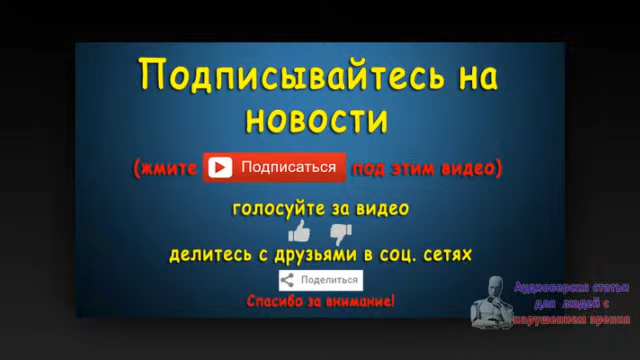 Подписывайтесь на
новости
(жмите Подписаться под этим видео)
голосуйте за видео
делитесь с друзьями в соц. сетях
Поделиться
Спасибо за внимание!
Аудиоверсия статьи
для людей с
нарушением зрения